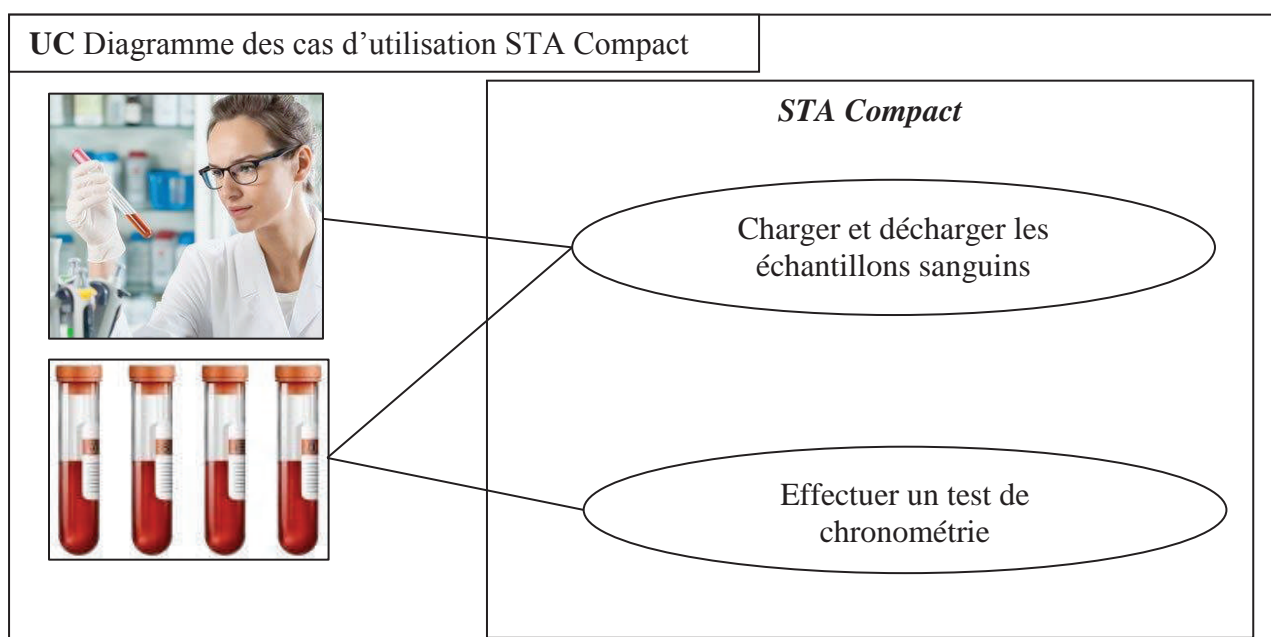 UC Diagramme des cas d’utilisation STA Compact
STA Compact
Charger et décharger les
échantillons sanguins
Effectuer un test de
chronométrie